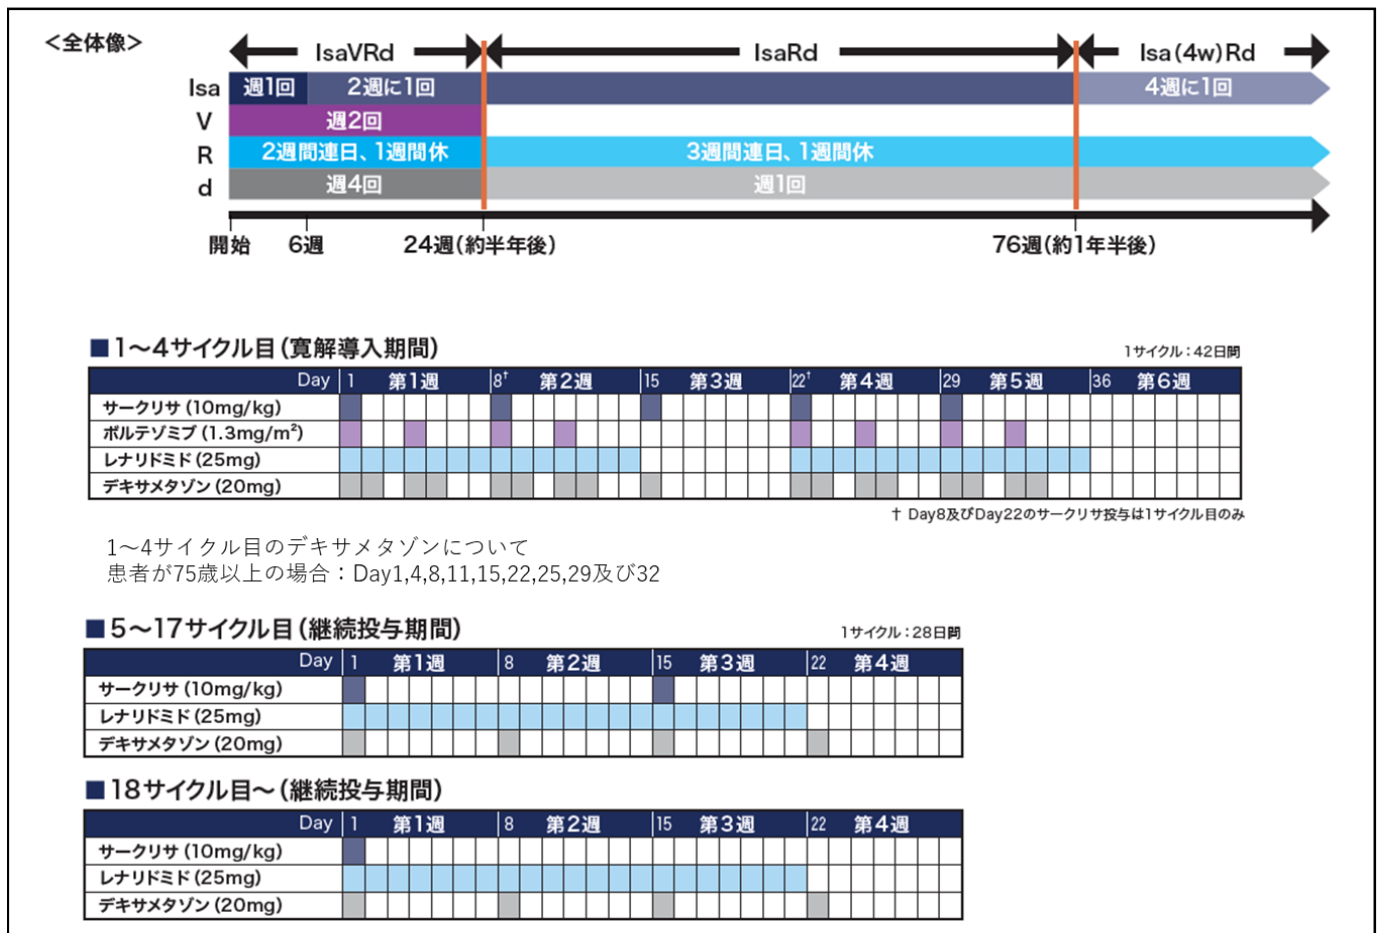 ＜全体像＞
IsaVRd IsaRd Isa(4w)Rd
Isa 週1回 2週に1回 4週に1回
V 週2回
R 2週間連日、1週間休 3週間連日、1週間休
d 週4回 週1回
開始 6週 24週(約半年後) 76週(約1年半後)
■1～4サイクル目(寛解導入期間)
1サイクル：42日間
Day 1 第1週 8† 第2週 15 第3週 22† 第4週 29 第5週 36 第6週
サークリサ(10mg/kg)
ボルテゾミブ(1.3mg/m²)
レナリドミド(25mg)
デキサメタゾン(20mg)
† Day8及びDay22のサークリサ投与は1サイクル目のみ
1～4サイクル目のデキサメタゾンについて
患者が75歳以上の場合：Day1,4,8,11,15,22,25,29及び32
■5～17サイクル目(継続投与期間)
1サイクル：28日間
Day 1 第1週 8 第2週 15 第3週 22 第4週
サークリサ(10mg/kg)
レナリドミド(25mg)
デキサメタゾン(20mg)
■18サイクル目～(継続投与期間)
Day 1 第1週 8 第2週 15 第3週 22 第4週
サークリサ(10mg/kg)
レナリドミド(25mg)
デキサメタゾン(20mg)